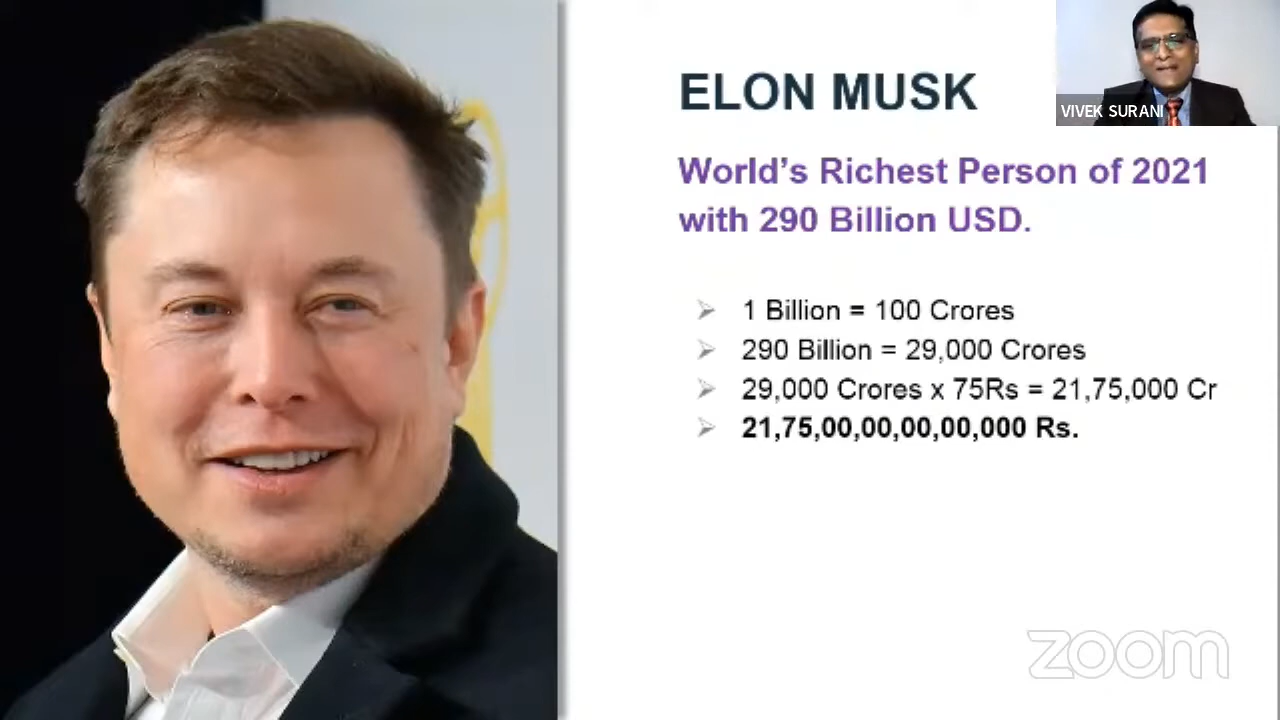 ELON MUSK
VIVEK SURANI
World's Richest Person of 2021
with 290 Billion USD.
1 Billion = 100 Crores
290 Billion = 29,000 Crores
29,000 Crores x 75Rs = 21,75,000 Cr
21,75,00,00,00,00,000 Rs.
zoom